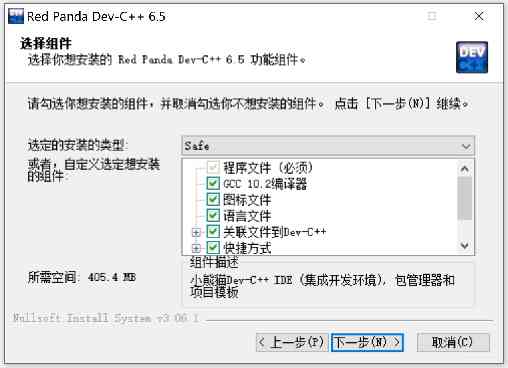 Red Panda Dev-C++ 6.5
选择组件
选择你想安装的 Red Panda Dev-C++ 6.5 功能组件。
DEV
C++
请勾选你想安装的组件，并取消勾选你不想安装的组件。 点击 [下一步(N)] 继续。
选定的安装的类型:
Safe
或者，自定义选定想安装
的组件:
程序文件 (必须)
GCC 10.2编译器
图标文件
语言文件
关联文件到Dev-C++
快捷方式
组件描述
所需空间: 405.4 MB
小熊猫Dev-C++ IDE (集成开发环境), 包管理器和
项目模板
Nullsoft Install System v3.06.1
< 上一步(P)
下一步(N) >
取消(C)